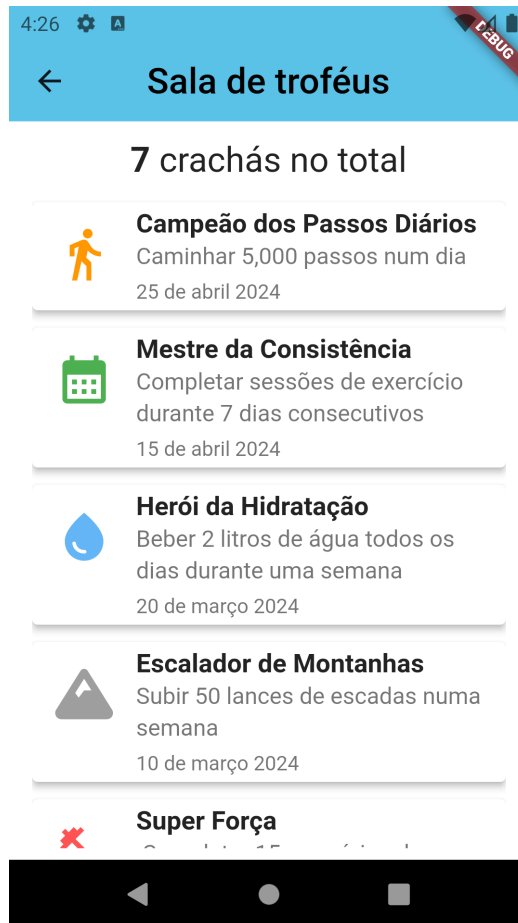 4:26
DEBUG
Sala de troféus
7 crachás no total
Campeão dos Passos Diários
Caminhar 5,000 passos num dia
25 de abril 2024
Mestre da Consistência
Completar sessões de exercício
durante 7 dias consecutivos
15 de abril 2024
Herói da Hidratação
Beber 2 litros de água todos os
dias durante uma semana
20 de março 2024
Escalador de Montanhas
Subir 50 lances de escadas numa
semana
10 de março 2024
Super Força